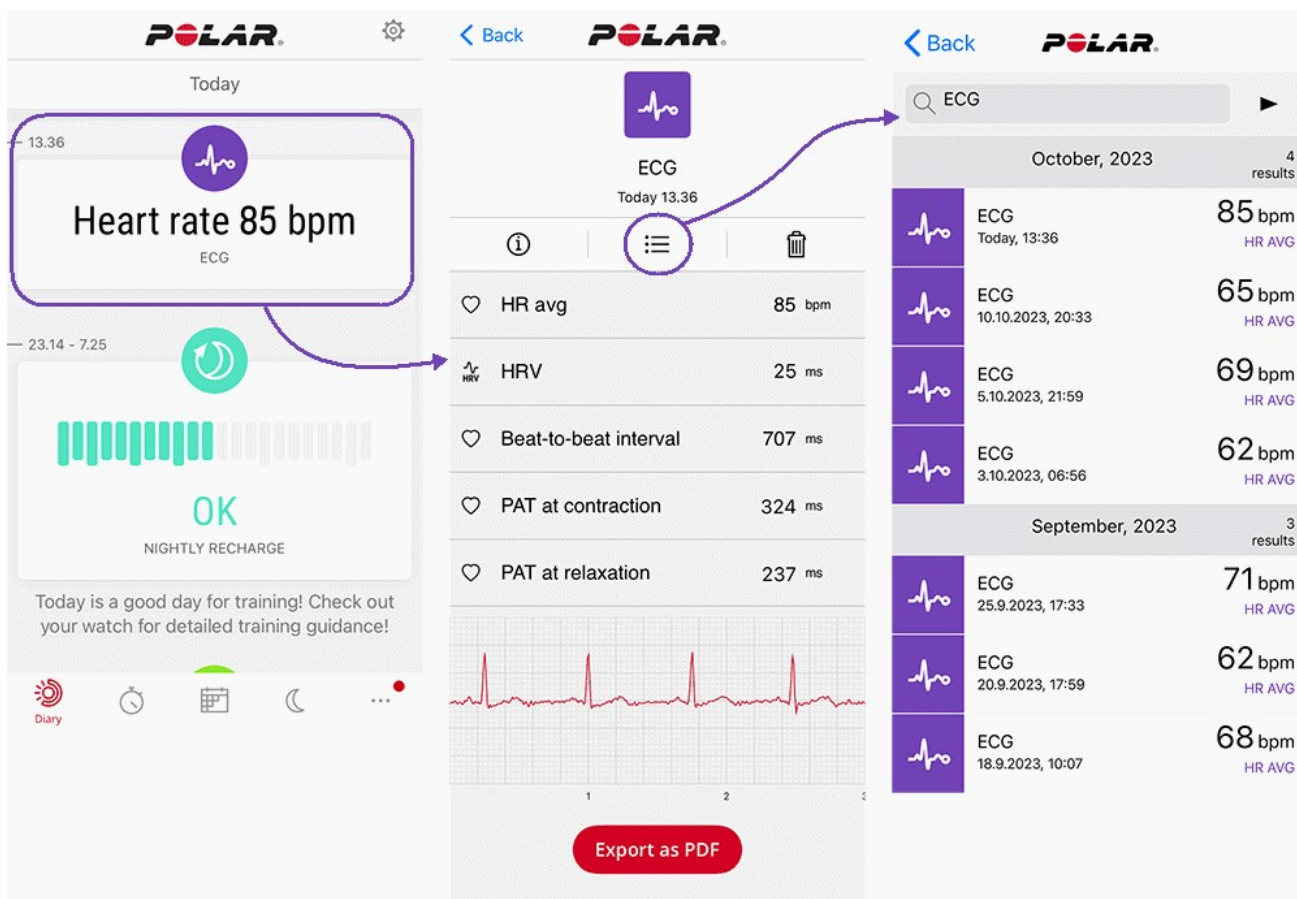 POLAR.
Today
13.36
Heart rate 85 bpm
ECG
23.14 - 7.25
OK
NIGHTLY RECHARGE
Today is a good day for training! Check out
your watch for detailed training guidance!
Diary
Back
POLAR.
ECG
Today 13.36
HR avg 85 bpm
HRV HRV 25 ms
Beat-to-beat interval 707 ms
PAT at contraction 324 ms
PAT at relaxation 237 ms
1 2
Export as PDF
Back
POLAR.
ECG
October, 2023 4
results
ECG 85 bpm
Today, 13:36 HR AVG
ECG 65 bpm
10.10.2023, 20:33 HR AVG
ECG 69 bpm
5.10.2023, 21:59 HR AVG
ECG 62 bpm
3.10.2023, 06:56 HR AVG
September, 2023 3
results
ECG 71 bpm
25.9.2023, 17:33 HR AVG
ECG 62 bpm
20.9.2023, 17:59 HR AVG
ECG 68 bpm
18.9.2023, 10:07 HR AVG